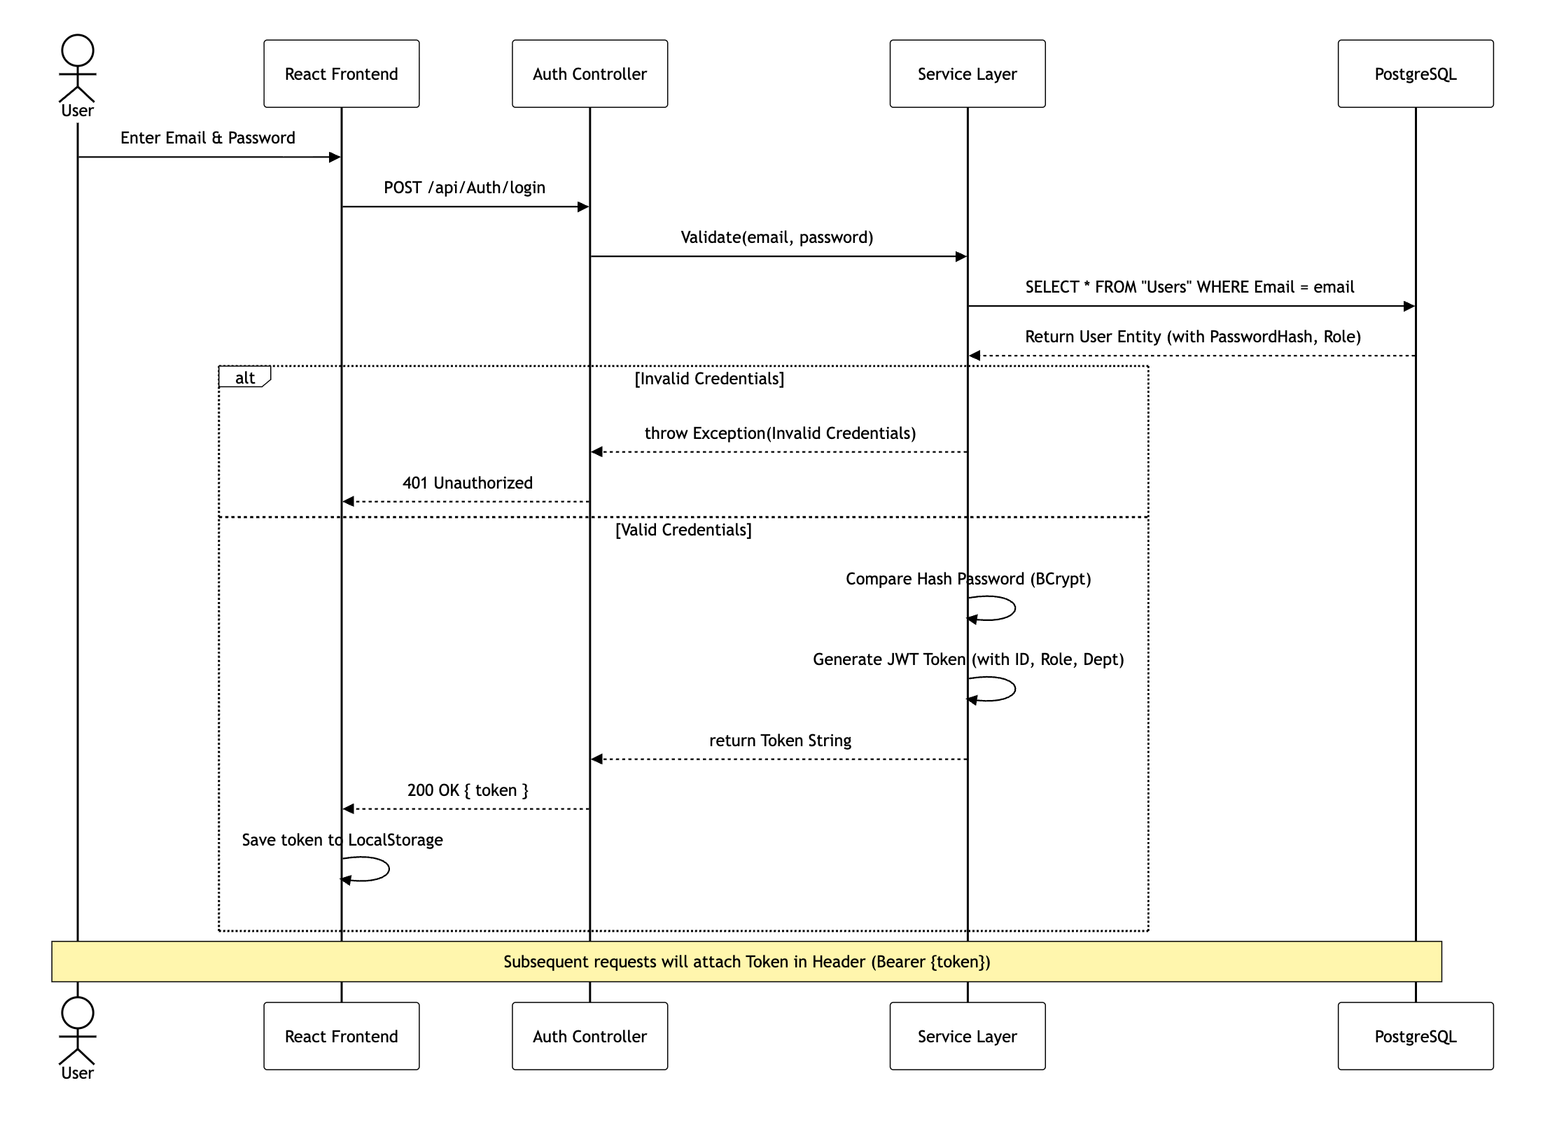 User
React Frontend
Auth Controller
Service Layer
PostgreSQL
Enter Email & Password
POST /api/Auth/login
Validate(email, password)
SELECT * FROM "Users" WHERE Email = email
Return User Entity (with PasswordHash, Role)
alt
[Invalid Credentials]
throw Exception(Invalid Credentials)
401 Unauthorized
[Valid Credentials]
Compare Hash Password (BCrypt)
Generate JWT Token (with ID, Role, Dept)
return Token String
200 OK { token }
Save token to LocalStorage
Subsequent requests will attach Token in Header (Bearer {token})
User
React Frontend
Auth Controller
Service Layer
PostgreSQL